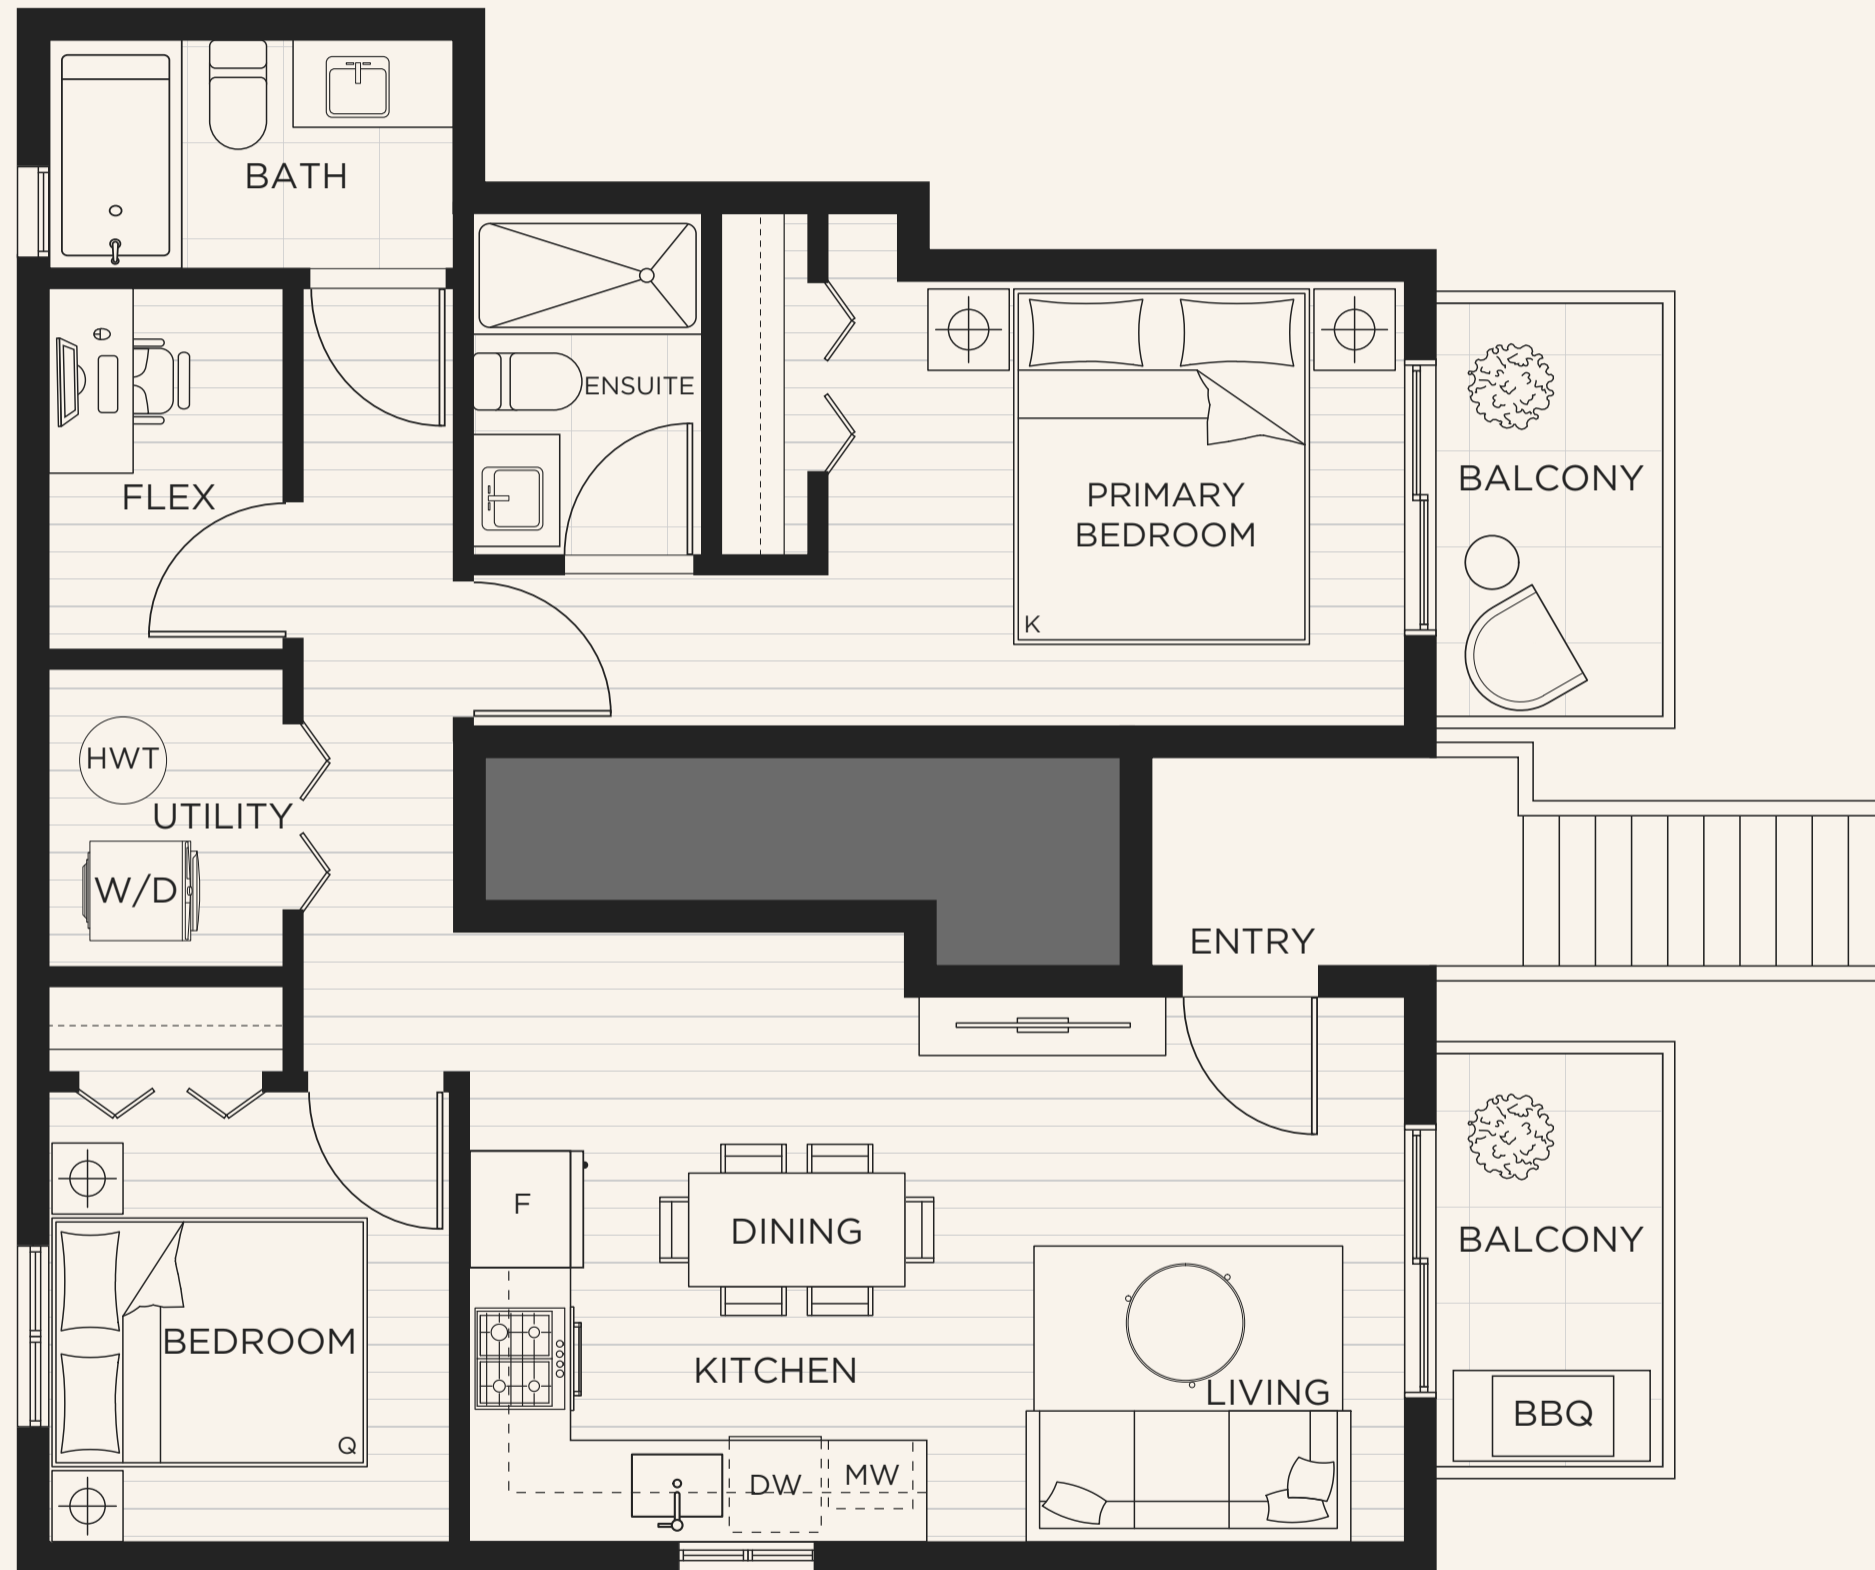 BATH
ENSUITE
BALCONY
FLEX
PRIMARY
BEDROOM
K
HWT
UTILITY
W/D
ENTRY
F
DINING
BALCONY
BEDROOM
KITCHEN
LIVING
BBQ
Q
DW
MW